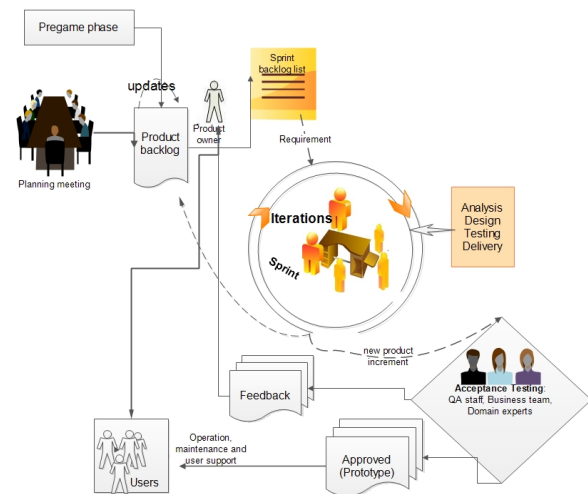 Pregame phase
updates
Sprint
backlog list
Product
owner
Product
backlog
Planning meeting
Requirement
Iterations
Sprint
Analysis
Design
Testing
Delivery
new product
increment
Acceptance Testing:
QA staff, Business team,
Domain experts
Feedback
Approved
(Prototype)
Operation,
maintenance and
user support
Users